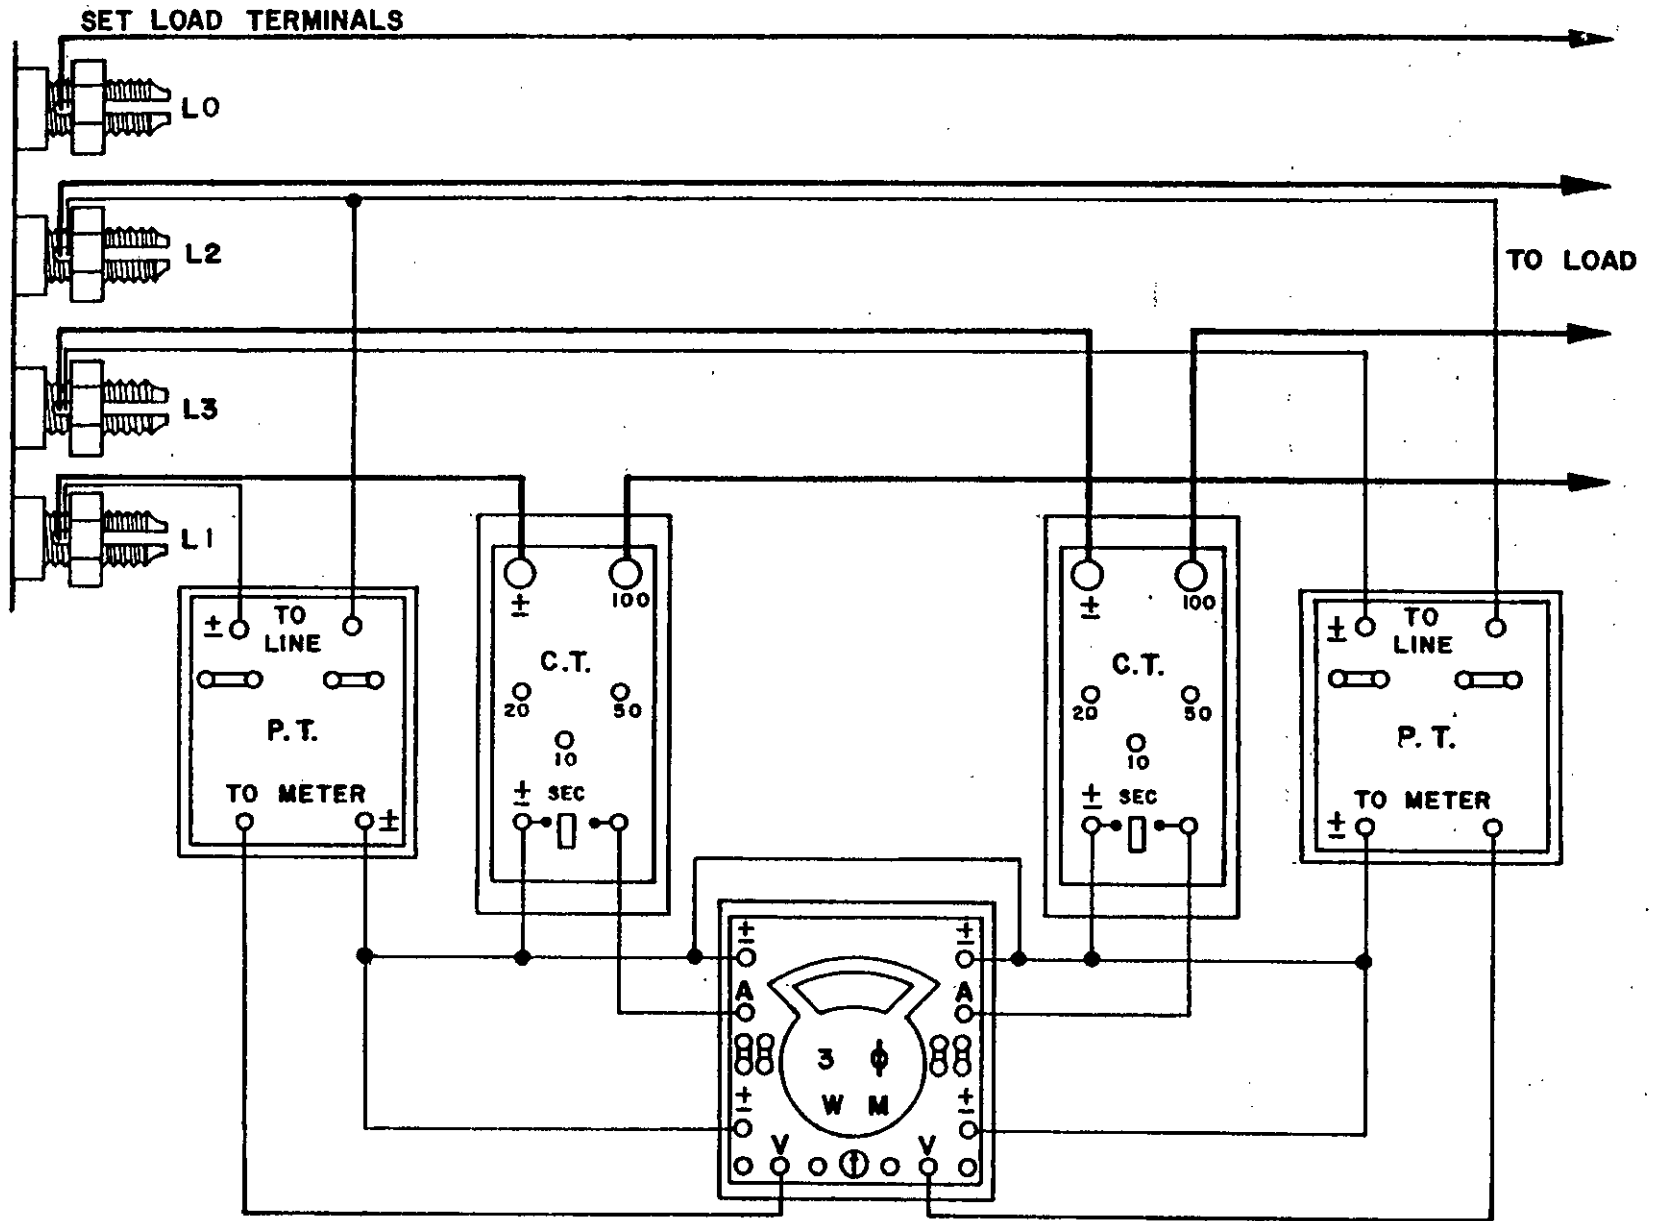 SET LOAD TERMINALS
L0
L2
TO LOAD
L3
L1
± TO LINE
P.T.
TO METER
±
± 100
C.T.
20 50
10
± SEC
± 100
C.T.
20 50
10
± SEC
± TO LINE
P.T.
TO METER
±
± ±
A A
3 ϕ
W M
± ±
V V